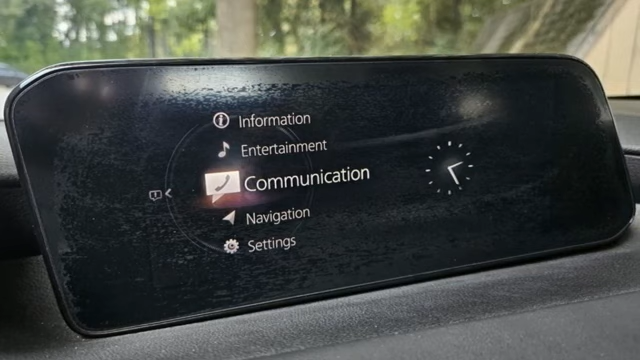 Information
Entertainment
Communication
Navigation
Settings